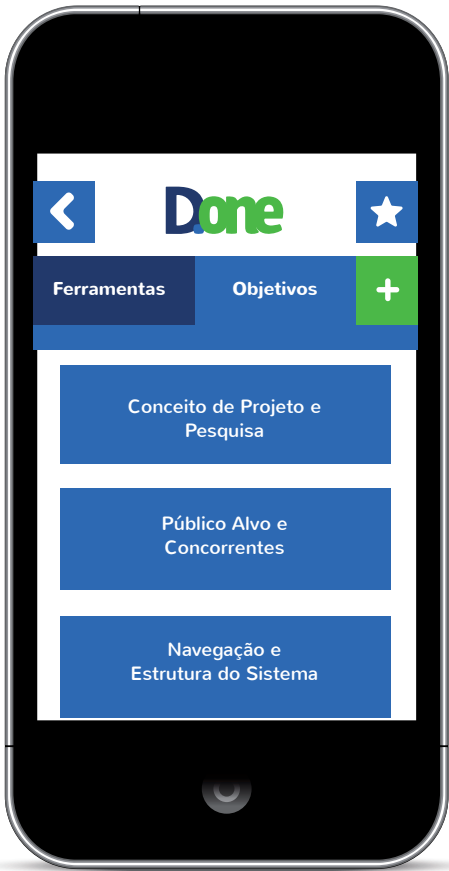 D.one
Ferramentas
Objetivos
Conceito de Projeto e
Pesquisa
Público Alvo e
Concorrentes
Navegação e
Estrutura do Sistema